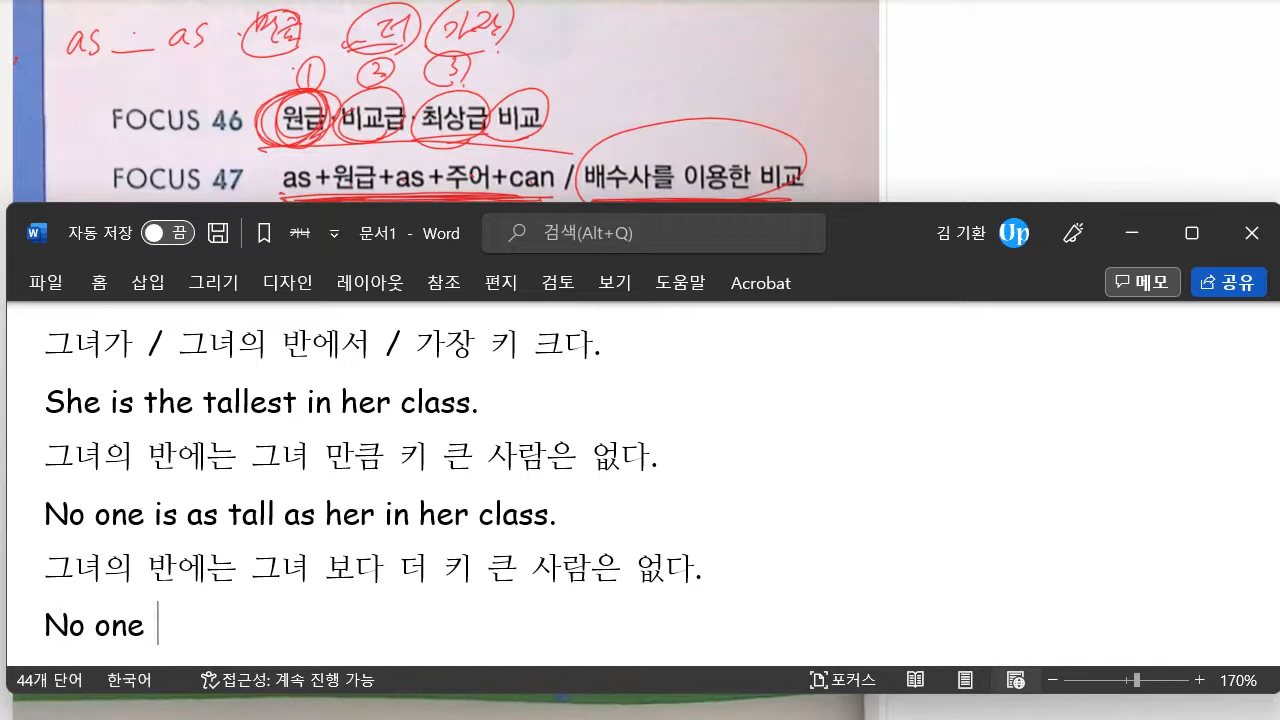 as _ as 만큼 더 가장
① ② ③
FOCUS 46 원급·비교급·최상급 비교
FOCUS 47 as+원급+as+주어+can / 배수사를 이용한 비교
자동 저장 끔 문서1 - Word 검색(Alt+Q) 김 기환 Up
파일 홈 삽입 그리기 디자인 레이아웃 참조 편지 검토 보기 도움말 Acrobat 메모 공유
그녀가 / 그녀의 반에서 / 가장 키 크다.
She is the tallest in her class.
그녀의 반에는 그녀 만큼 키 큰 사람은 없다.
No one is as tall as her in her class.
그녀의 반에는 그녀 보다 더 키 큰 사람은 없다.
No one
44개 단어 한국어 접근성: 계속 진행 가능 포커스 170%